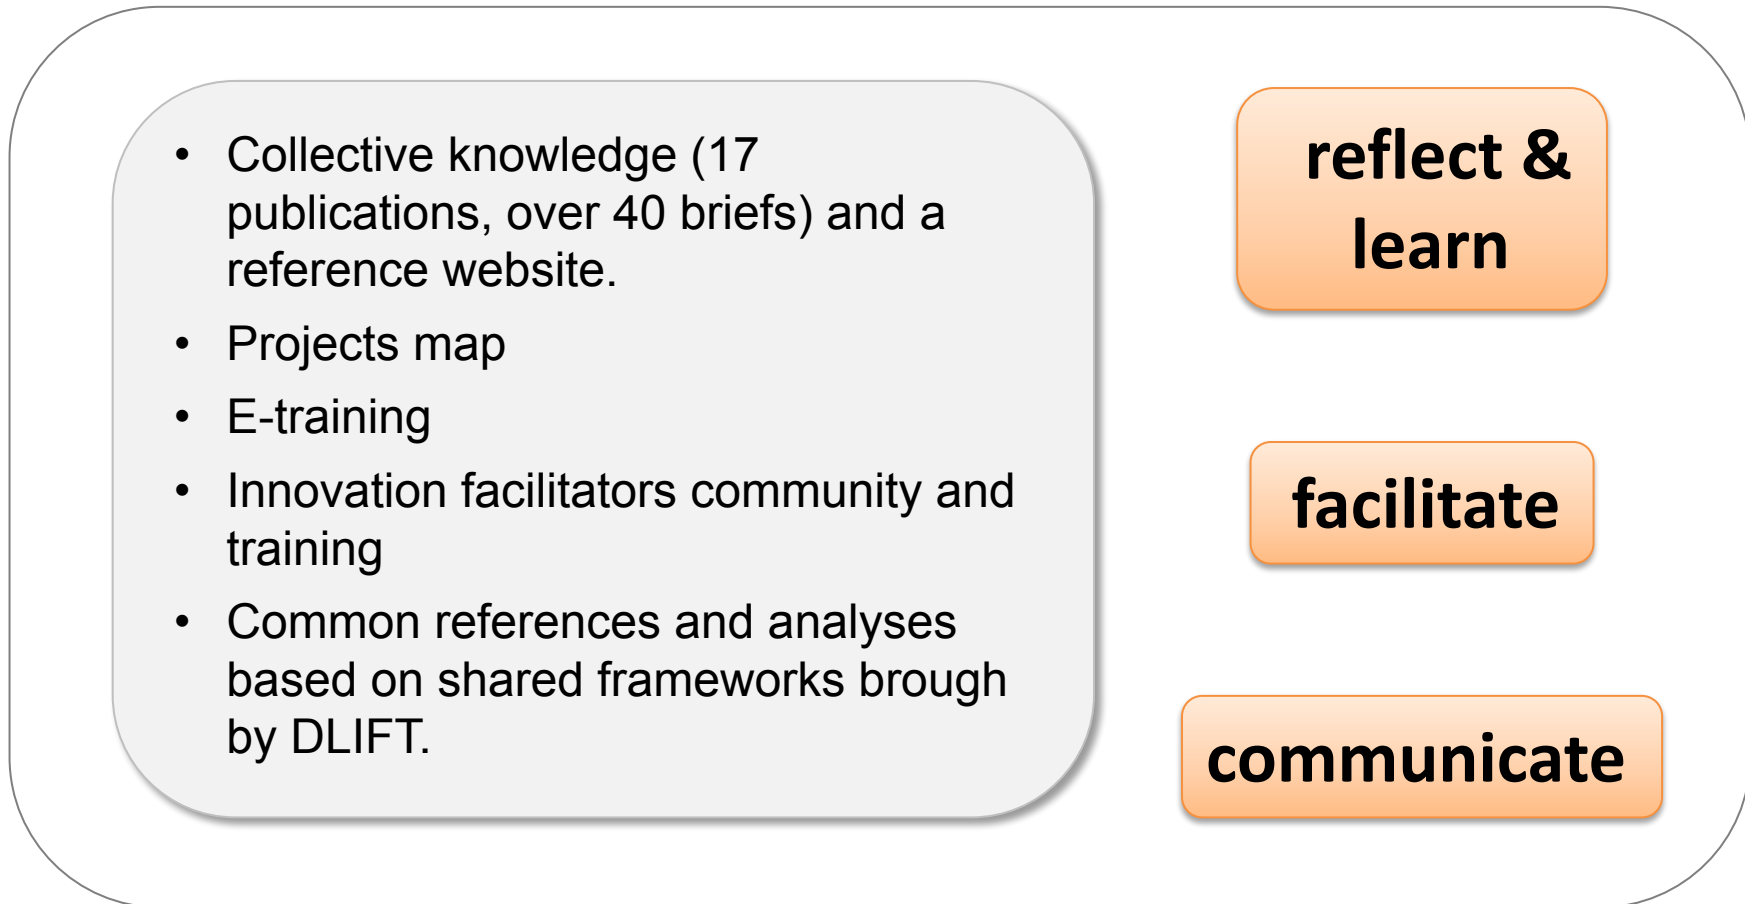 • Collective knowledge (17
publications, over 40 briefs) and a
reference website.
• Projects map
• E-training
• Innovation facilitators community and
training
• Common references and analyses
based on shared frameworks brough
by DLIFT.
reflect &
learn
facilitate
communicate